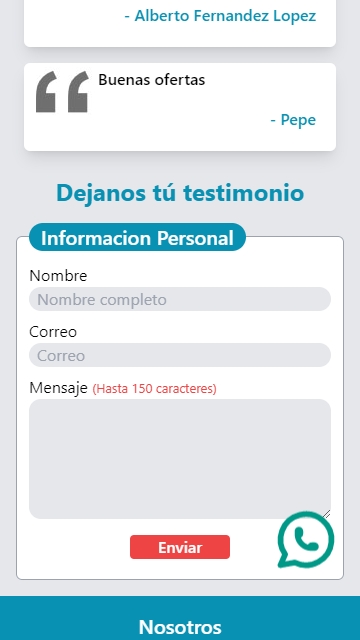 - Alberto Fernandez Lopez
Buenas ofertas
- Pepe
Dejanos tú testimonio
Informacion Personal
Nombre
Nombre completo
Correo
Correo
Mensaje (Hasta 150 caracteres)
Enviar
Nosotros